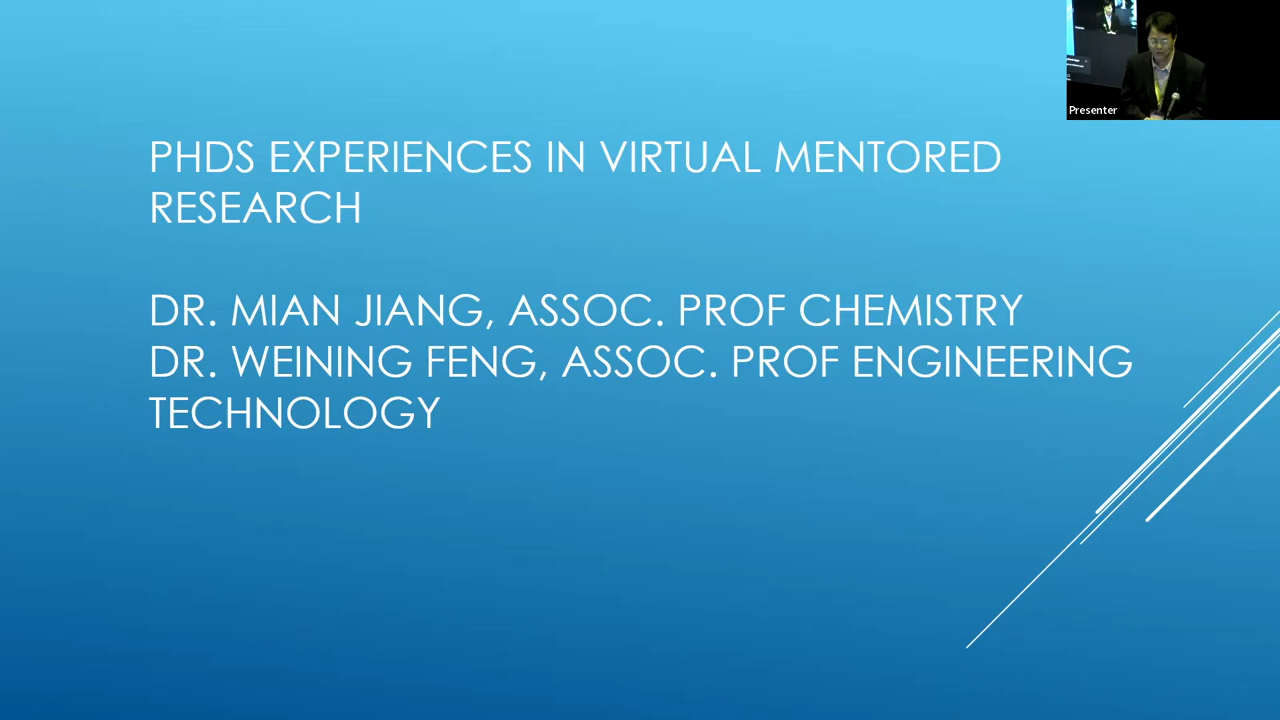 PHDS EXPERIENCES IN VIRTUAL MENTORED
RESEARCH
DR. MIAN JIANG, ASSOC. PROF CHEMISTRY
DR. WEINING FENG, ASSOC. PROF ENGINEERING
TECHNOLOGY
Presenter